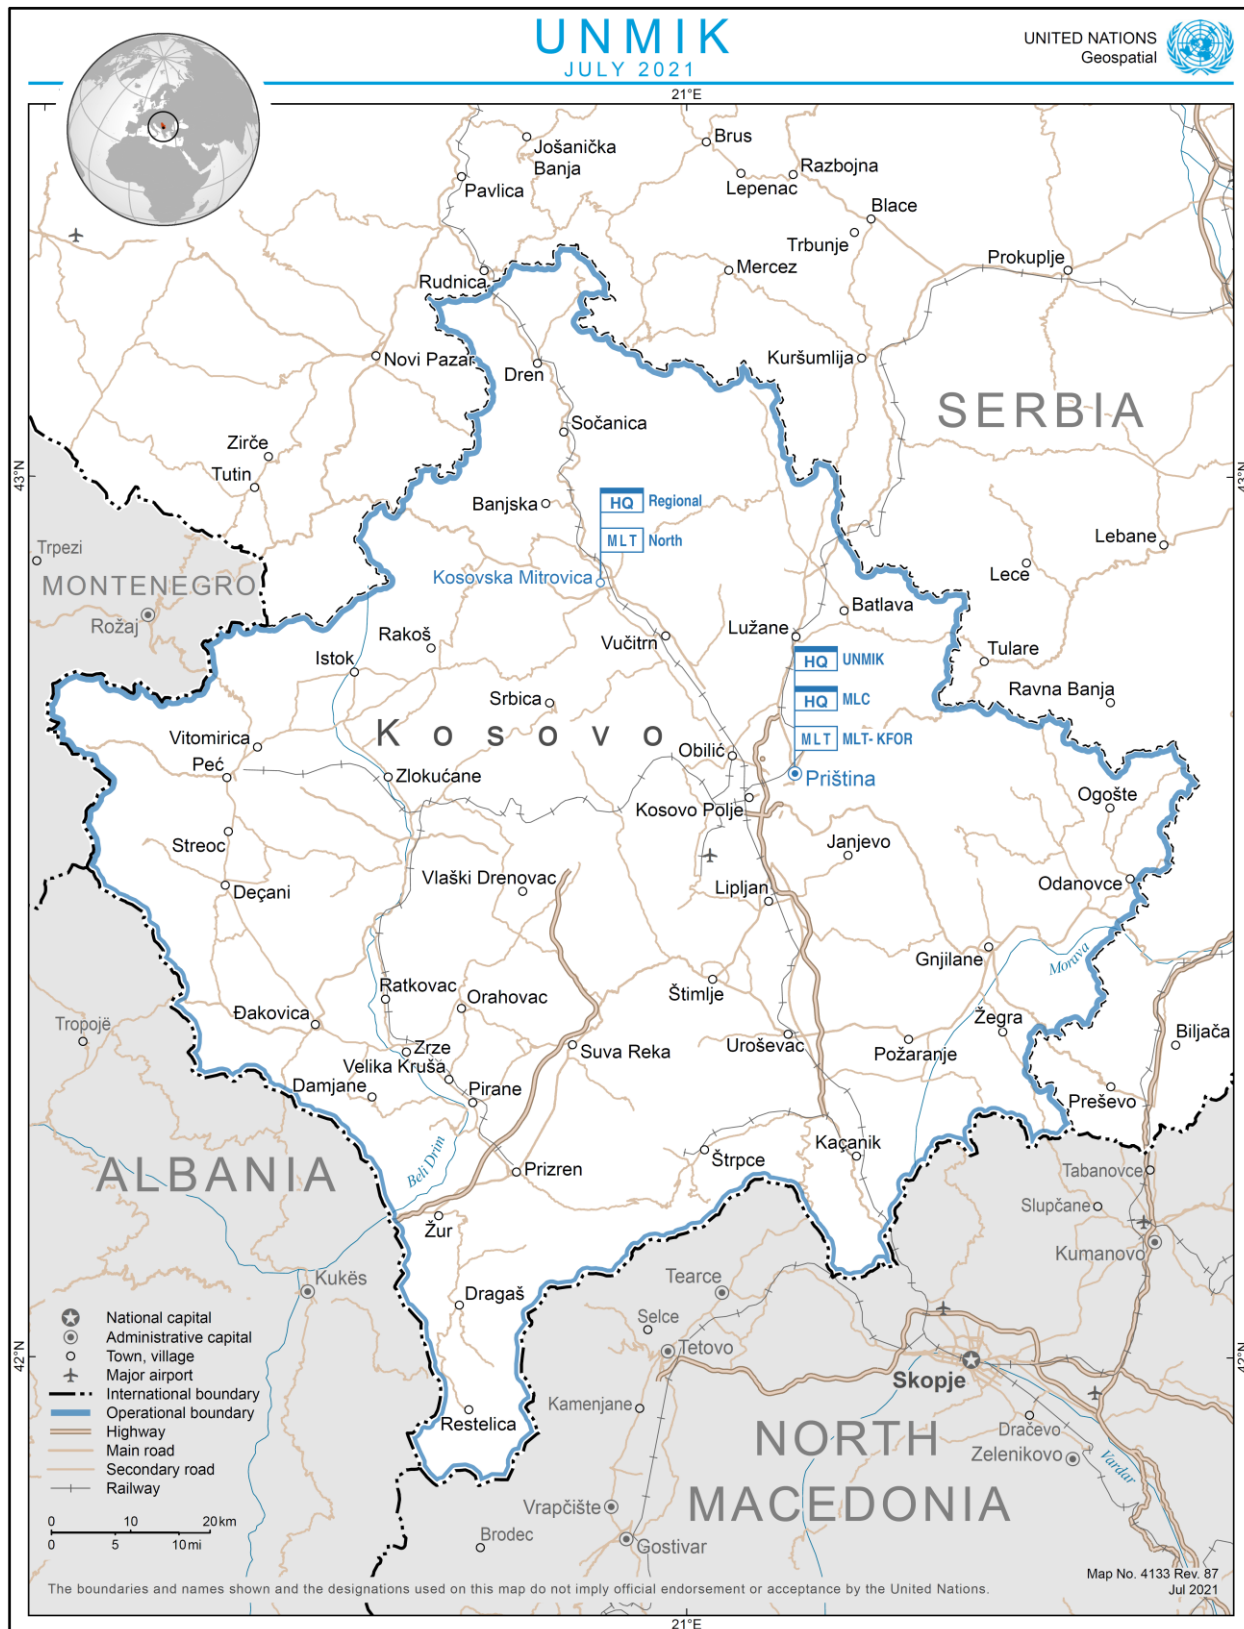 UNMIK
JULY 2021
UNITED NATIONS
Geospatial
21°E
Jošanička
Banja
Brus
Pavlica
Lepenac
Razbojna
Blace
Trbunje
Rudnica
Mercez
Prokuplje
Novi Pazar
Dren
Kuršumlija
SERBIA
Sočanica
Zirče
Tutin
43°N
43°N
Banjska
HQ Regional
MLT North
Lebane
Trpezi
Lece
MONTENEGRO
Kosovska Mitrovica
Rožaj
Batlava
Rakoš
Vučitrn
Lužane
Istok
HQ UNMIK
Tulare
Srbica
HQ MLC
Ravna Banja
Kosovo
Vitomirica
MLT MLT- KFOR
Obilić
Peć
Zlokućane
Priština
Kosovo Polje
Ogošte
Streoc
Janjevo
Vlaški Drenovac
Deçani
Lipljan
Odanovce
Gnjilane
Morava
Ratkovac
Orahovac
Štimlje
Đakovica
Tropojë
Žegra
Zrze
Suva Reka
Uroševac
Požaranje
Biljača
Velika Kruša
Damjane
Pirane
Preševo
Kaçanik
ALBANIA
Beli Drim
Prizren
Štrpce
Tabanovce
Slupčane
Žur
Kumanovo
Kukës
Tearce
Dragaš
Selce
Tetovo
42°N
42°N
Skopje
Restelica
Kamenjane
Dračevo
NORTH
MACEDONIA
Zelenikovo
Vardar
Vrapčište
Brodec
Gostivar
National capital
Administrative capital
Town, village
Major airport
International boundary
Operational boundary
Highway
Main road
Secondary road
Railway
0 10 20 km
0 5 10 mi
Map No. 4133 Rev. 87
Jul 2021
The boundaries and names shown and the designations used on this map do not imply official endorsement or acceptance by the United Nations.
21°E